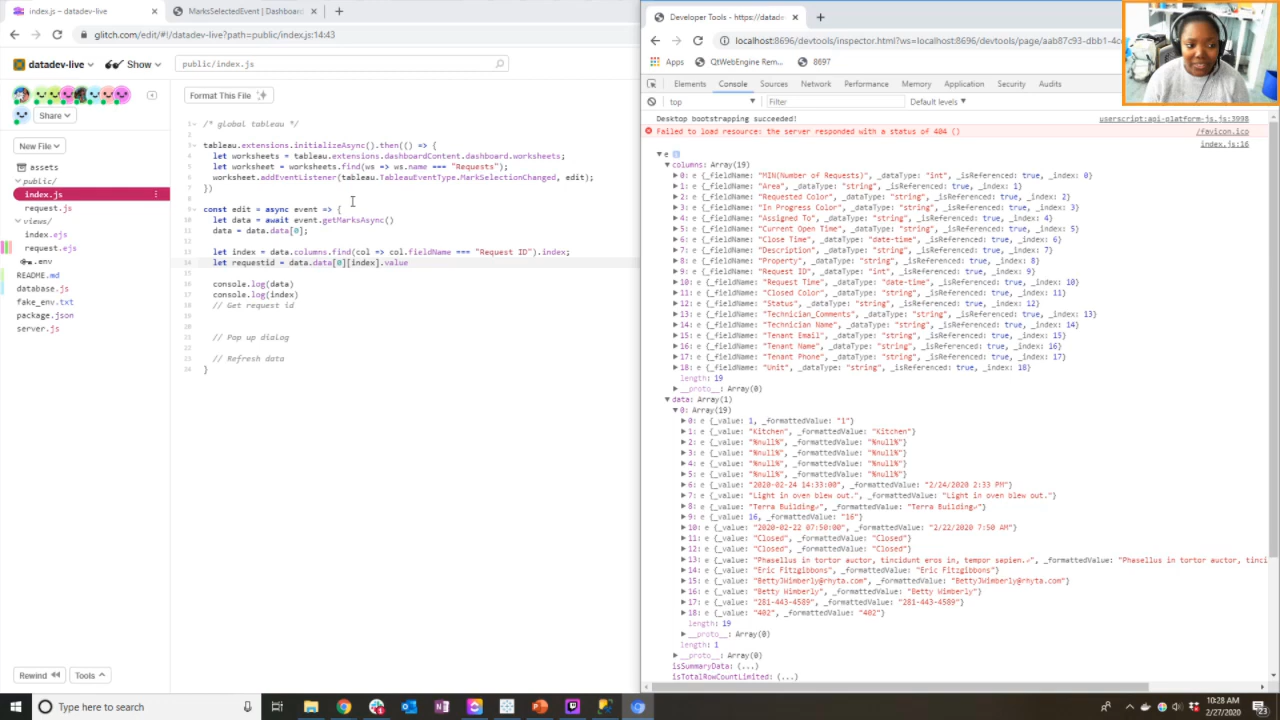 index.js — datadev-live
MarksSelectedEvent | Dashboard
glitch.com/edit/#!/datadev-live?path=public/index.js:14:43
datadev-live
Show
public/index.js
Share
Format This File
New File
assets
public/
index.js
request.js
views/
index.ejs
request.ejs
.env
README.md
database.js
fake_env.txt
package.json
server.js
Rewind
Tools
/* global tableau */
tableau.extensions.initializeAsync().then(() => {
let worksheets = tableau.extensions.dashboardContent.dashboard.worksheets;
let worksheet = worksheets.find(ws => ws.name === "Requests");
worksheet.addEventListener(tableau.TableauEventType.MarkSelectionChanged, edit);
})
const edit = async event => {
let data = await event.getMarksAsync()
data = data.data[0];
let index = data.columns.find(col => col.fieldName === "Request ID").index;
let requestid = data.data[0][index].value
console.log(data)
console.log(index)
// Get request id
// Pop up dialog
// Refresh data
}
Developer Tools - https://datade
localhost:8696/devtools/inspector.html?ws=localhost:8696/devtools/page/aab87c93-dbb1-4c
Apps
QtWebEngine Rem...
8697
Elements
Console
Sources
Network
Performance
Memory
Application
Security
Audits
top
Filter
Default levels
Desktop bootstrapping succeeded!
userscript:api-platform-js.js:3998
Failed to load resource: the server responded with a status of 404 ()
/favicon.ico
index.js:16
e
columns: Array(19)
0: e {_fieldName: "MIN(Number of Requests)", _dataType: "int", _isReferenced: true, _index: 0}
1: e {_fieldName: "Area", _dataType: "string", _isReferenced: true, _index: 1}
2: e {_fieldName: "Requested Color", _dataType: "string", _isReferenced: true, _index: 2}
3: e {_fieldName: "In Progress Color", _dataType: "string", _isReferenced: true, _index: 3}
4: e {_fieldName: "Assigned To", _dataType: "string", _isReferenced: true, _index: 4}
5: e {_fieldName: "Current Open Time", _dataType: "string", _isReferenced: true, _index: 5}
6: e {_fieldName: "Close Time", _dataType: "date-time", _isReferenced: true, _index: 6}
7: e {_fieldName: "Description", _dataType: "string", _isReferenced: true, _index: 7}
8: e {_fieldName: "Property", _dataType: "string", _isReferenced: true, _index: 8}
9: e {_fieldName: "Request ID", _dataType: "int", _isReferenced: true, _index: 9}
10: e {_fieldName: "Request Time", _dataType: "date-time", _isReferenced: true, _index: 10}
11: e {_fieldName: "Closed Color", _dataType: "string", _isReferenced: true, _index: 11}
12: e {_fieldName: "Status", _dataType: "string", _isReferenced: true, _index: 12}
13: e {_fieldName: "Technician_Comments", _dataType: "string", _isReferenced: true, _index: 13}
14: e {_fieldName: "Technician Name", _dataType: "string", _isReferenced: true, _index: 14}
15: e {_fieldName: "Tenant Email", _dataType: "string", _isReferenced: true, _index: 15}
16: e {_fieldName: "Tenant Name", _dataType: "string", _isReferenced: true, _index: 16}
17: e {_fieldName: "Tenant Phone", _dataType: "string", _isReferenced: true, _index: 17}
18: e {_fieldName: "Unit", _dataType: "string", _isReferenced: true, _index: 18}
length: 19
__proto__: Array(0)
data: Array(1)
0: Array(19)
0: e {_value: 1, _formattedValue: "1"}
1: e {_value: "Kitchen", _formattedValue: "Kitchen"}
2: e {_value: "%null%", _formattedValue: "%null%"}
3: e {_value: "%null%", _formattedValue: "%null%"}
4: e {_value: "%null%", _formattedValue: "%null%"}
5: e {_value: "%null%", _formattedValue: "%null%"}
6: e {_value: "2020-02-24 14:33:00", _formattedValue: "2/24/2020 2:33 PM"}
7: e {_value: "Light in oven blew out.", _formattedValue: "Light in oven blew out."}
8: e {_value: "Terra Building↵", _formattedValue: "Terra Building↵"}
9: e {_value: 16, _formattedValue: "16"}
10: e {_value: "2020-02-22 07:50:00", _formattedValue: "2/22/2020 7:50 AM"}
11: e {_value: "Closed", _formattedValue: "Closed"}
12: e {_value: "Closed", _formattedValue: "Closed"}
13: e {_value: "Phasellus in tortor auctor, tincidunt eros in, tempor sapien.↵", _formattedValue: "Phasellus in tortor auctor, tinci
14: e {_value: "Eric Fitzgibbons", _formattedValue: "Eric Fitzgibbons"}
15: e {_value: "BettyJWimberly@rhyta.com", _formattedValue: "BettyJWimberly@rhyta.com"}
16: e {_value: "Betty Wimberly", _formattedValue: "Betty Wimberly"}
17: e {_value: "281-443-4589", _formattedValue: "281-443-4589"}
18: e {_value: "402", _formattedValue: "402"}
length: 19
__proto__: Array(0)
length: 1
__proto__: Array(0)
isSummaryData: (...)
isTotalRowCountLimited: (...)
Type here to search
10:28 AM
2/27/2020
23